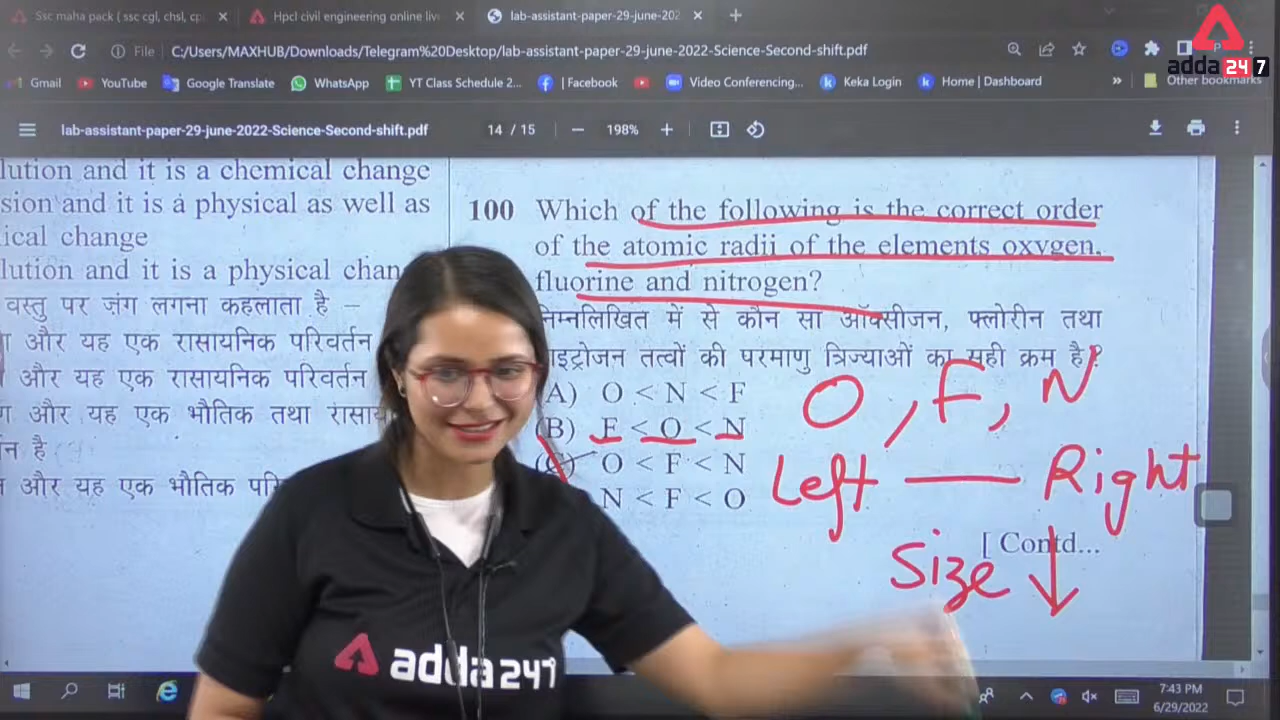 Ssc maha pack ( ssc cgl, chsl, cp
Hpcl civil engineering online live
lab-assistant-paper-29-june-202
File C:/Users/MAXHUB/Downloads/Telegram%20Desktop/lab-assistant-paper-29-june-2022-Science-Second-shift.pdf
adda 247
Gmail YouTube Google Translate WhatsApp YT Class Schedule 2... | Facebook Video Conferencing... Keka Login Home | Dashboard » Other bookmarks
lab-assistant-paper-29-june-2022-Science-Second-shift.pdf 14 / 15 198%
lution and it is a chemical change
sion and it is a physical as well as
ical change
lution and it is a physical chan
वस्तु पर ज़ंग लगना कहलाता है –
और यह एक रासायनिक परिवर्तन
और यह एक रासायनिक परिवर्तन
और यह एक भौतिक तथा रासाय
र्तन है
और यह एक भौतिक परि
100 Which of the following is the correct order
of the atomic radii of the elements oxygen,
fluorine and nitrogen?
निम्नलिखित में से कौन सा ऑक्सीजन, फ्लोरीन तथा
इट्रोजन तत्वों की परमाणु त्रिज्याओं का सही क्रम है?
A) O < N < F
(B) F < O < N
(C) O < F < N
N < F < O
O, F, N
Left — Right
[ Contd...
Size ↓
adda 247
7:43 PM
6/29/2022